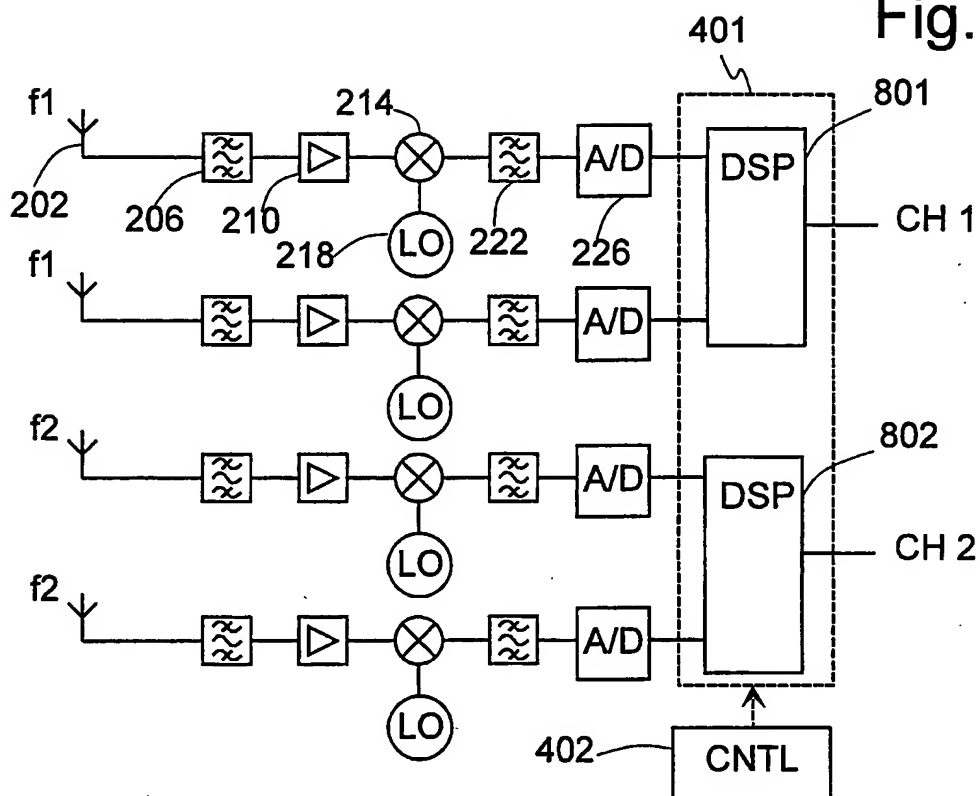 Fig.
401
f1
214
801
A/D
DSP
202
206
210
218
LO
222
226
CH 1
f1
A/D
LO
f2
802
A/D
DSP
LO
CH 2
f2
A/D
LO
402
CNTL